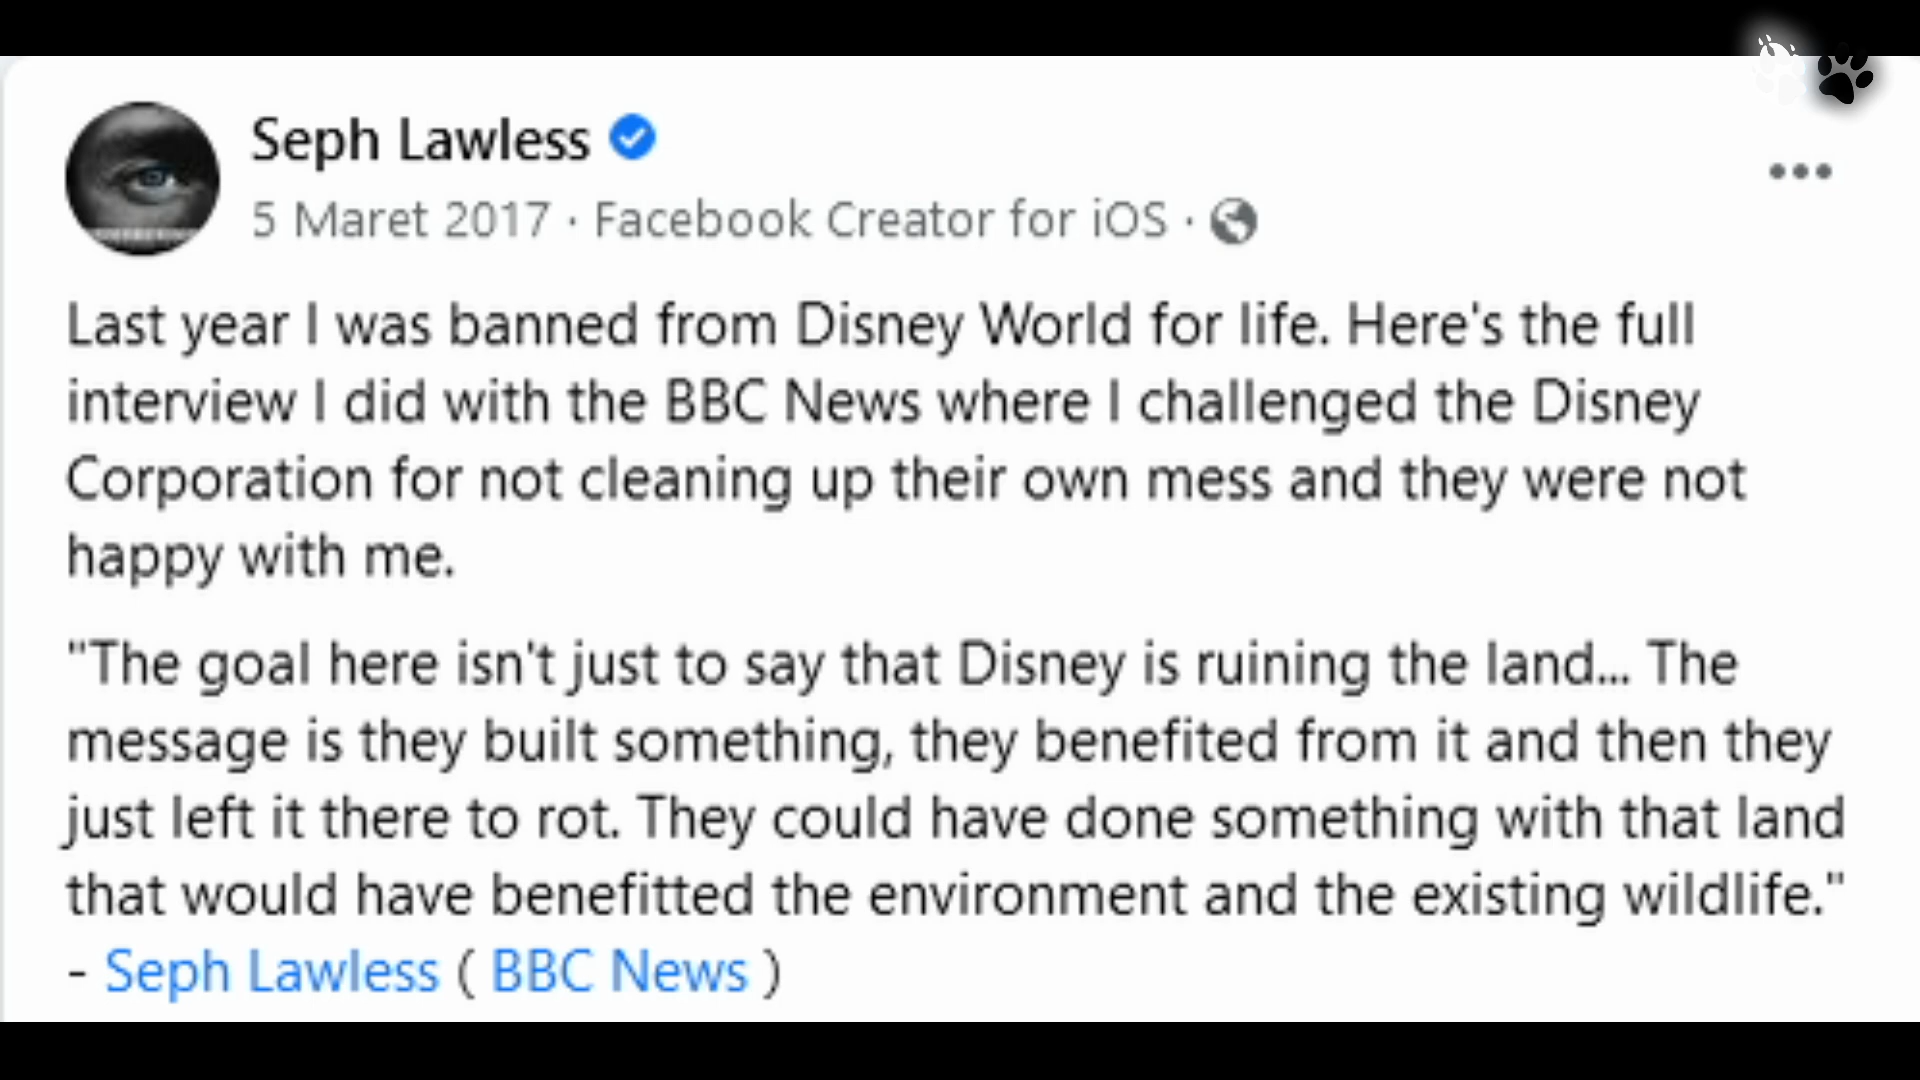 Seph Lawless
5 Maret 2017 · Facebook Creator for iOS ·
Last year I was banned from Disney World for life. Here's the full
interview I did with the BBC News where I challenged the Disney
Corporation for not cleaning up their own mess and they were not
happy with me.
"The goal here isn't just to say that Disney is ruining the land... The
message is they built something, they benefited from it and then they
just left it there to rot. They could have done something with that land
that would have benefitted the environment and the existing wildlife."
- Seph Lawless ( BBC News )